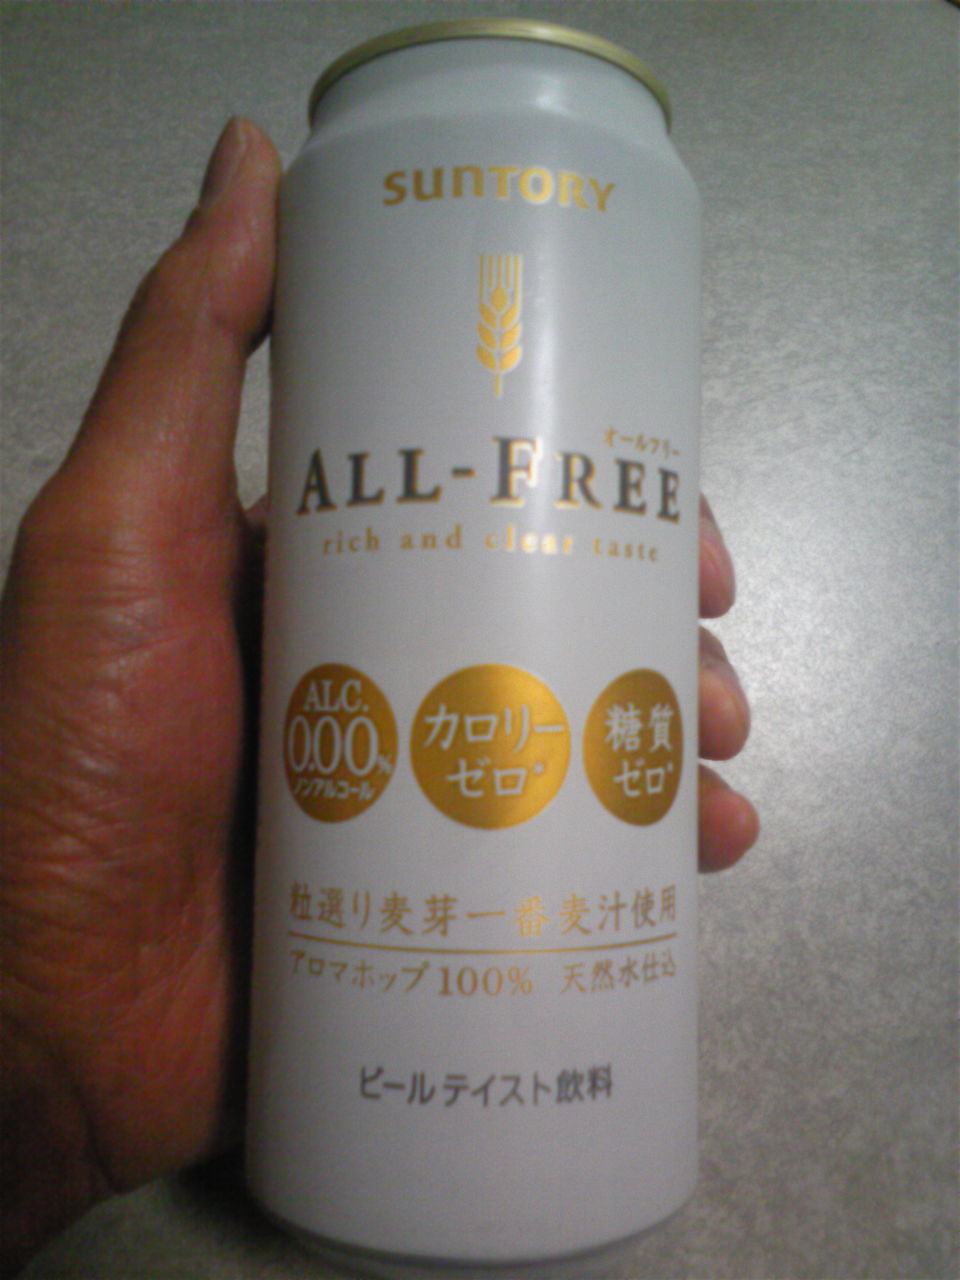 SUNTORY
オールフリー
ALL-FREE
rich and clear taste
ALC.
0.00%
ノンアルコール
カロリー
ゼロ*
糖質
ゼロ*
粒選り麦芽一番麦汁使用
アロマホップ100% 天然水仕込
ビールテイスト飲料